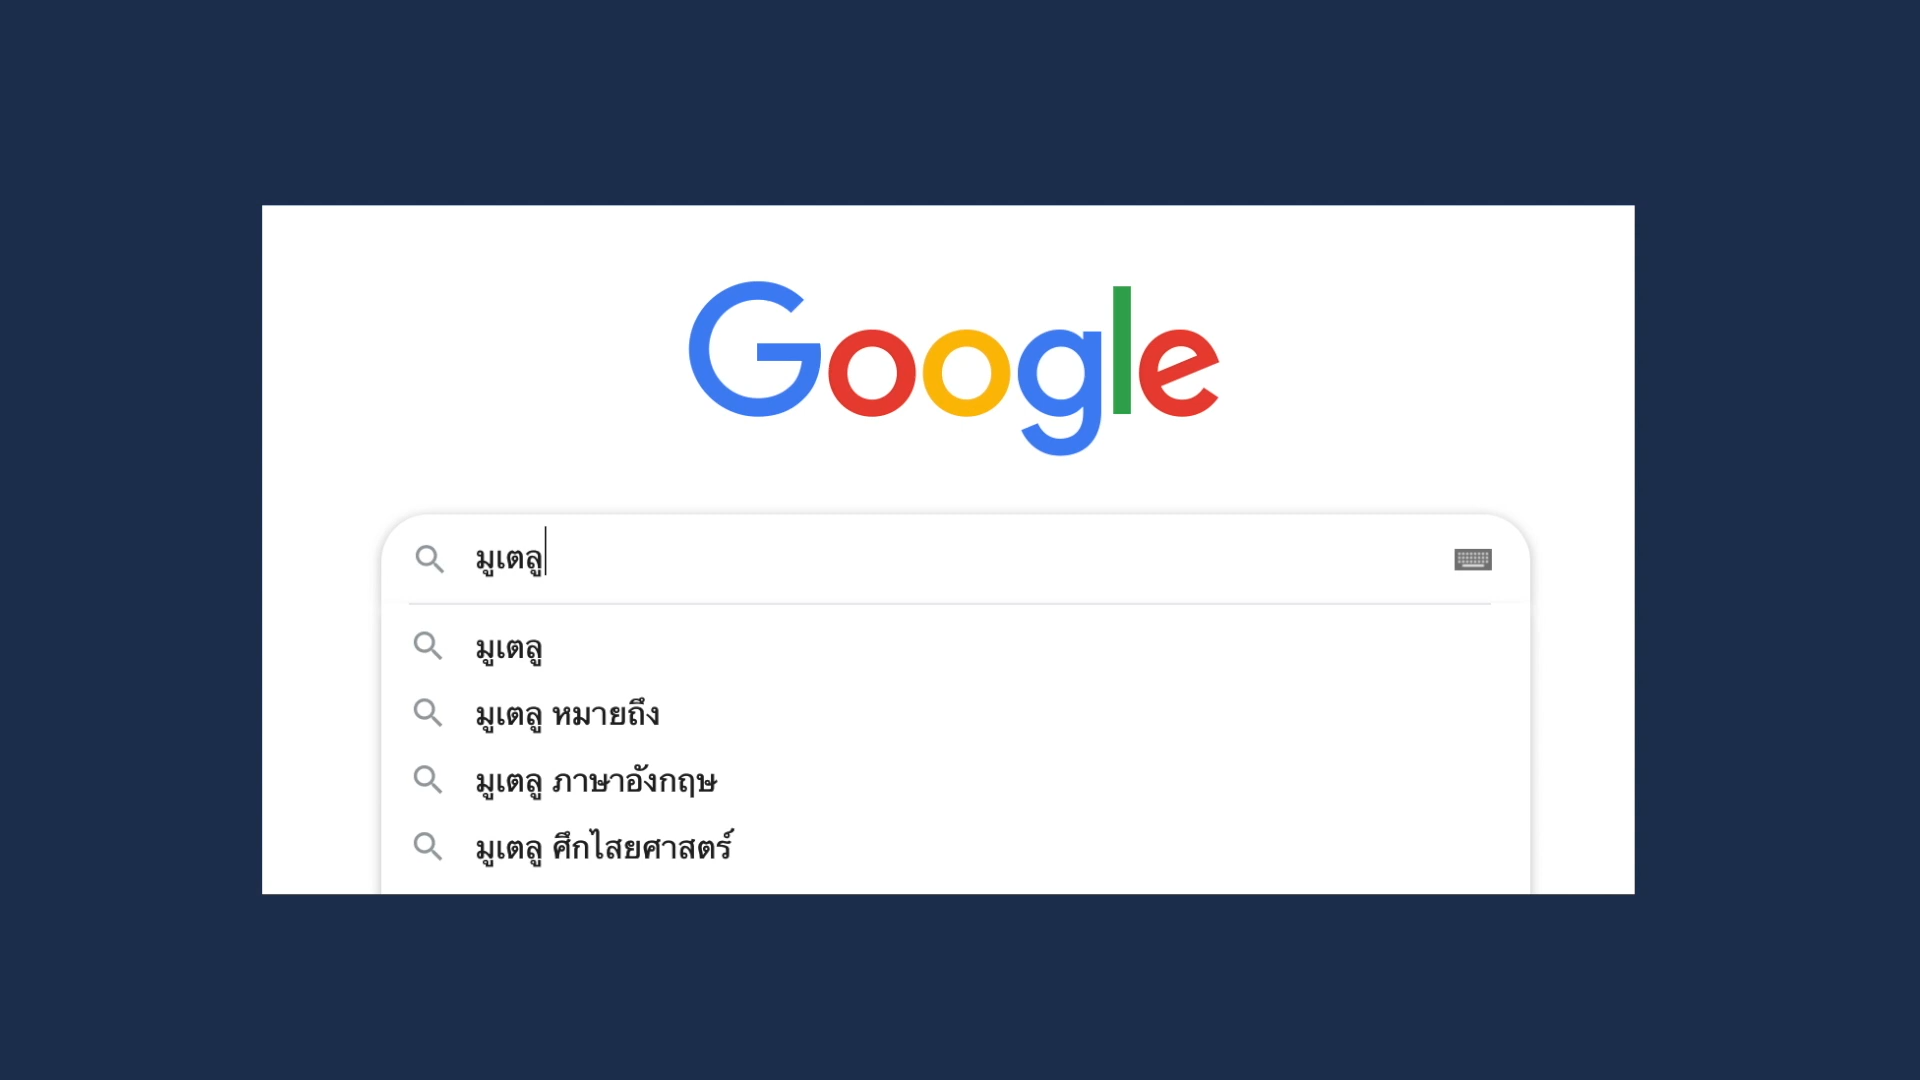 Google
มูเตลู
มูเตลู
มูเตลู หมายถึง
มูเตลู ภาษาอังกฤษ
มูเตลู ศึกไสยศาสตร์